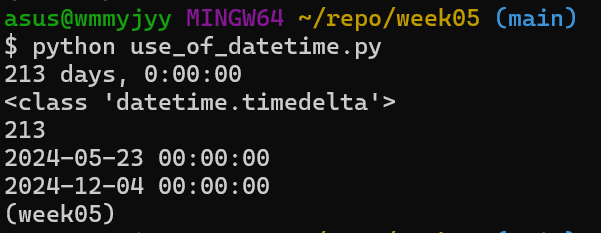 asus@wmmyjyy MINGW64 ~/repo/week05 (main)
$ python use_of_datetime.py
213 days, 0:00:00
<class 'datetime.timedelta'>
213
2024-05-23 00:00:00
2024-12-04 00:00:00
(week05)